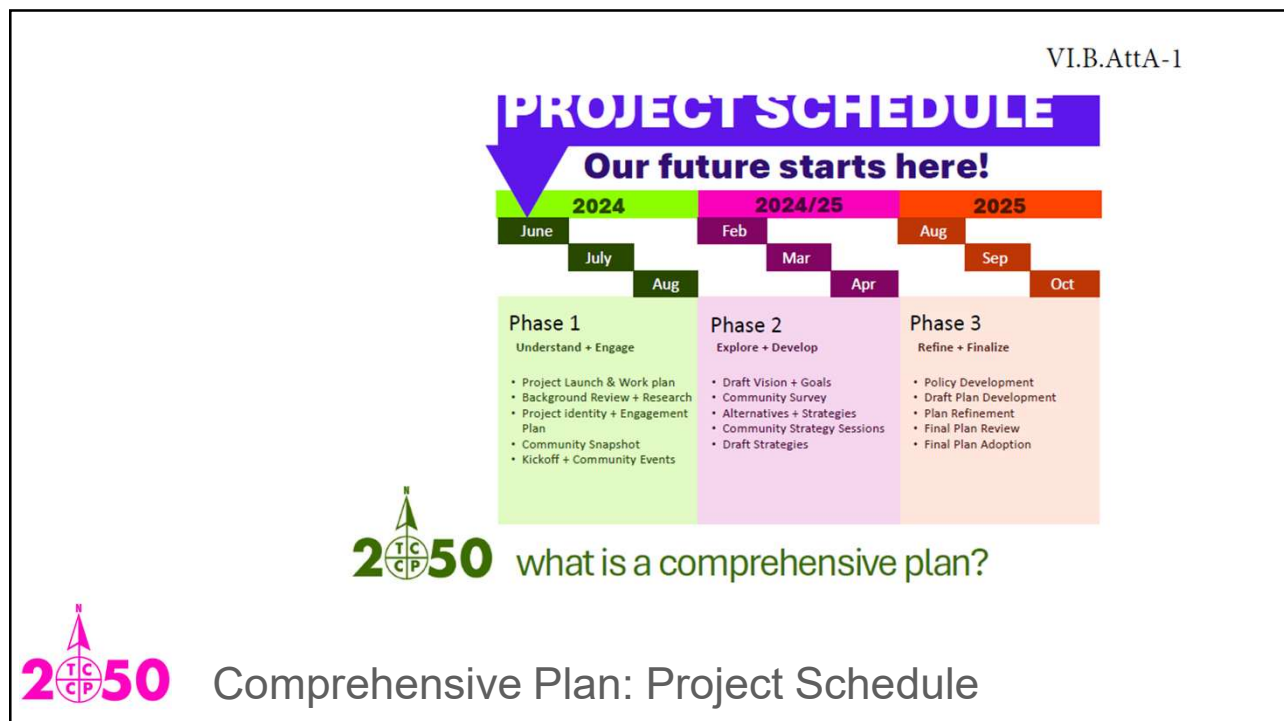 VI.B.AttA-1
PROJECT SCHEDULE
Our future starts here!
2024 2024/25 2025
June Feb Aug
July Mar Sep
Aug Apr Oct
Phase 1
Understand + Engage
• Project Launch & Work plan
• Background Review + Research
• Project identity + Engagement
Plan
• Community Snapshot
• Kickoff + Community Events
Phase 2
Explore + Develop
• Draft Vision + Goals
• Community Survey
• Alternatives + Strategies
• Community Strategy Sessions
• Draft Strategies
Phase 3
Refine + Finalize
• Policy Development
• Draft Plan Development
• Plan Refinement
• Final Plan Review
• Final Plan Adoption
N
2 T C C P 50 what is a comprehensive plan?
N
2 T C C P 50 Comprehensive Plan: Project Schedule